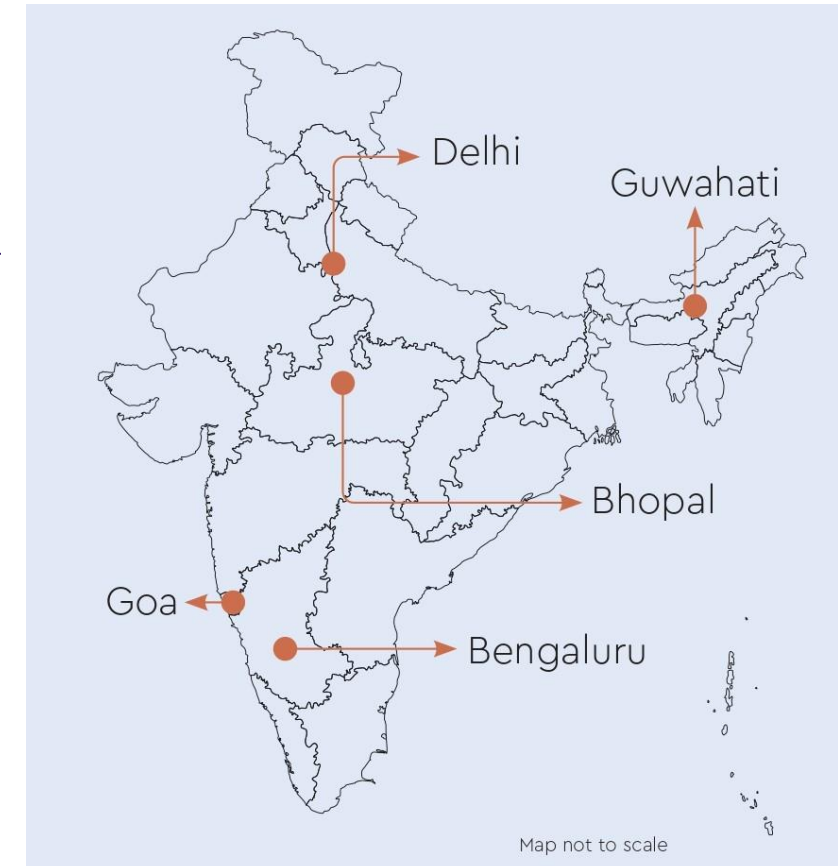 Delhi
Guwahati
Bhopal
Goa
Bengaluru
Map not to scale